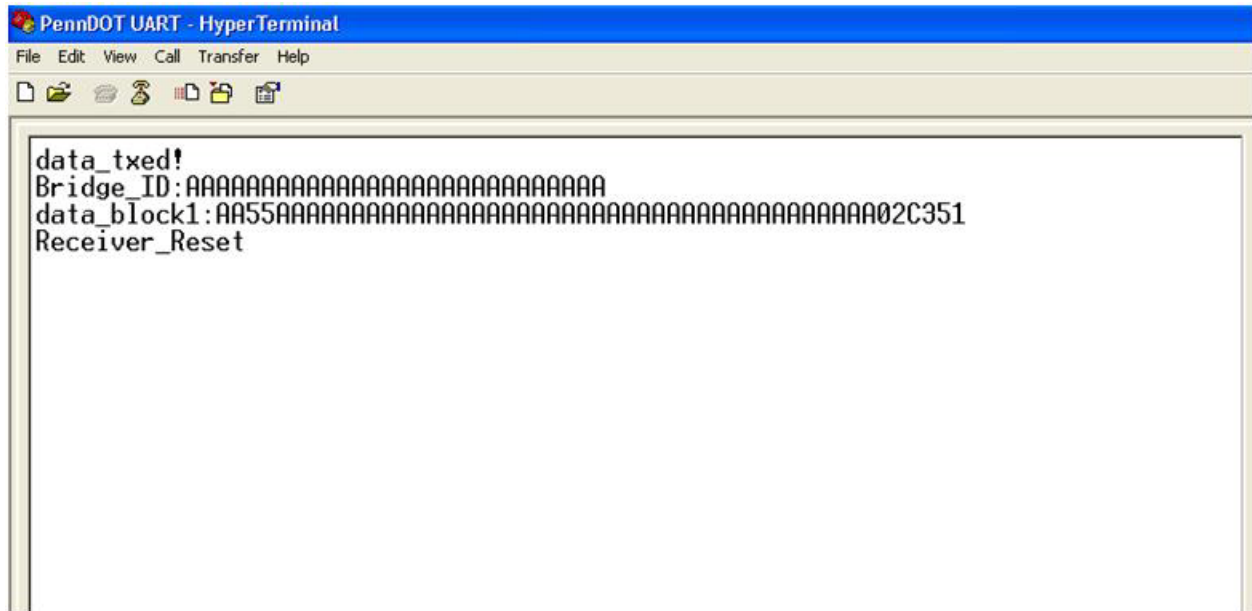 PennDOT UART - HyperTerminal
File Edit View Call Transfer Help
data_txed!
Bridge_ID:AAAAAAAAAAAAAAAAAAAAAAAAAAAA
data_block1:AA55AAAAAAAAAAAAAAAAAAAAAAAAAAAAAAAAAAAAAAAA02C351
Receiver_Reset